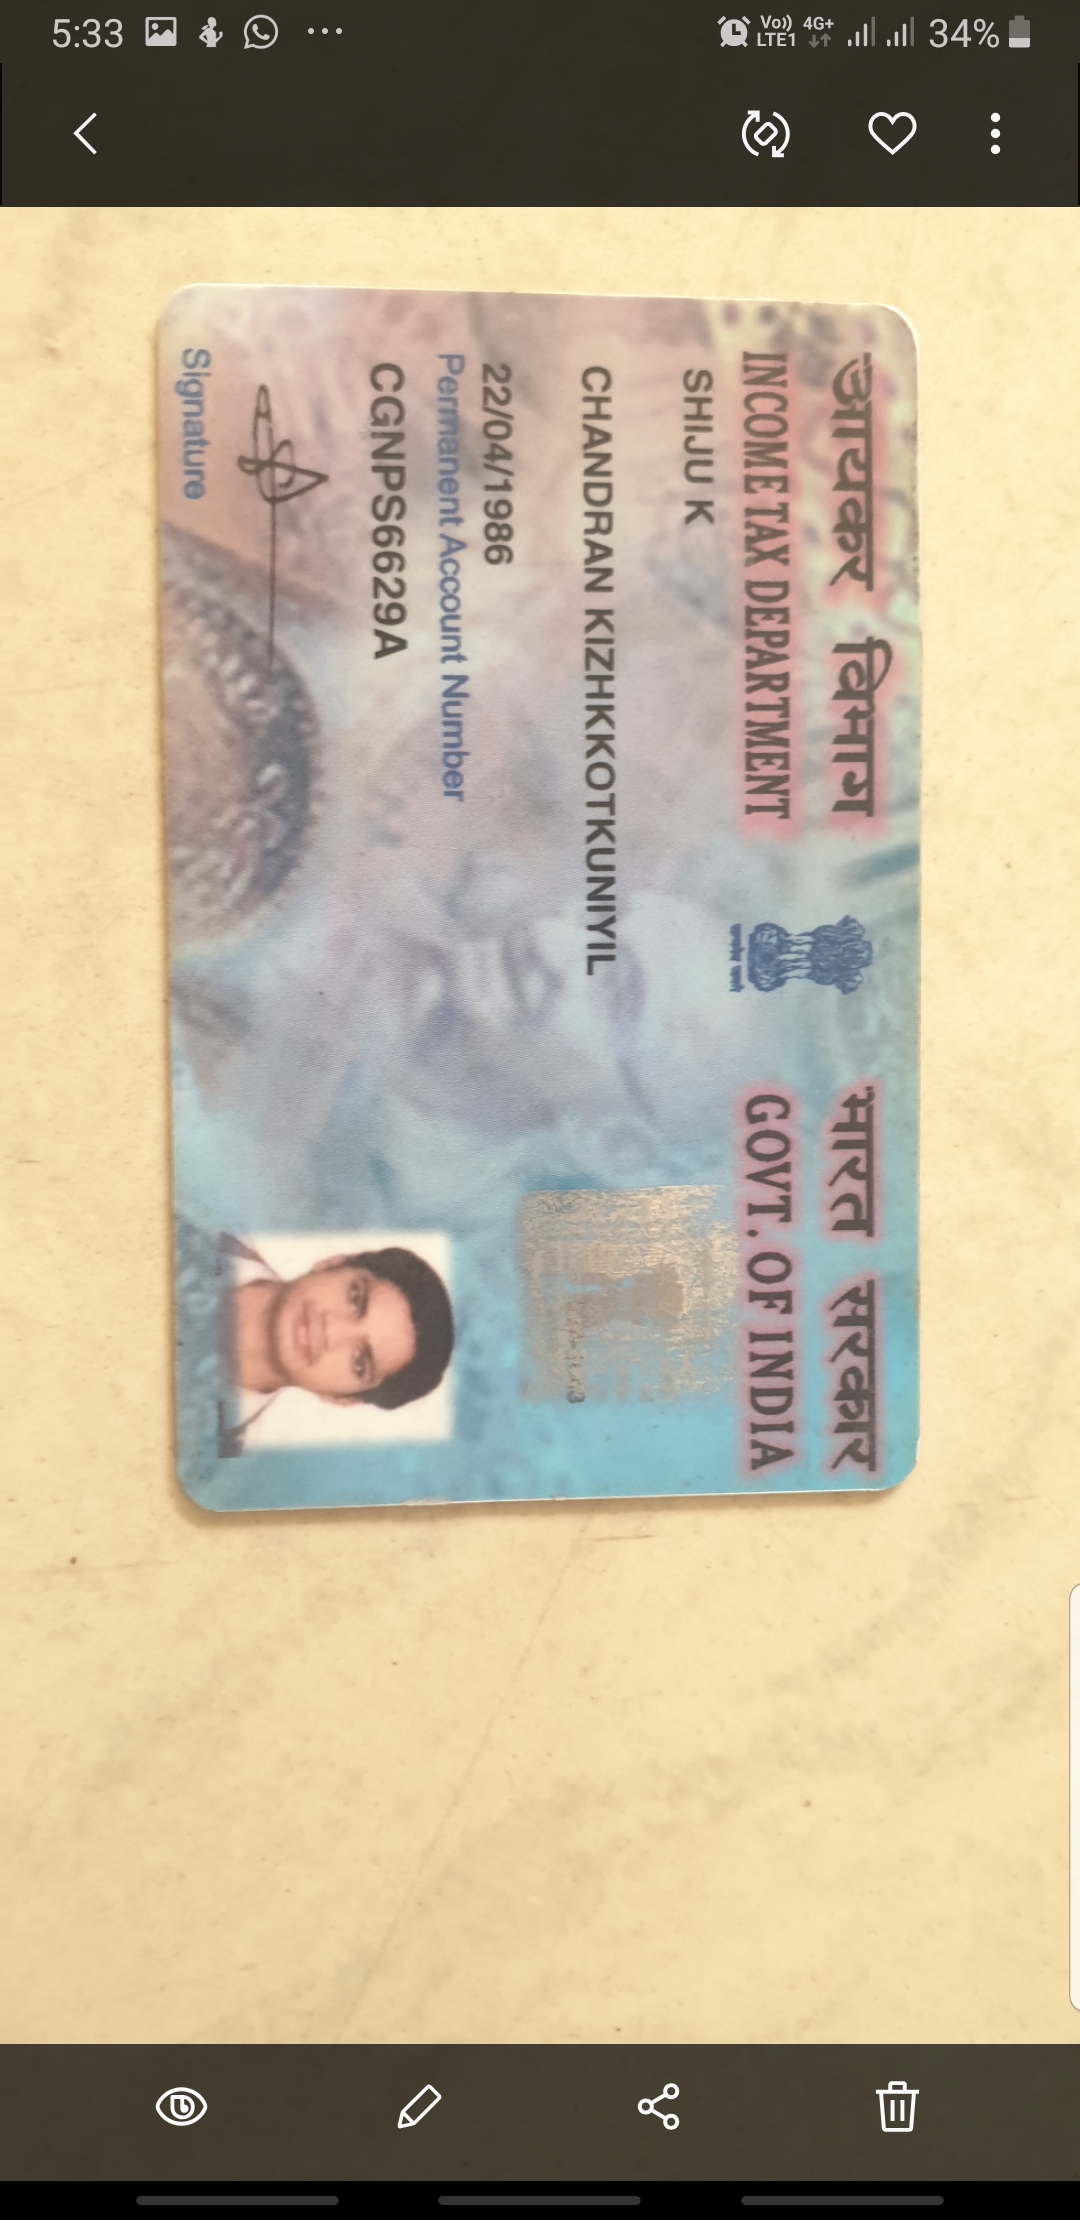 5:33
Vo)) LTE1 4G+ 34%
आयकर विभाग भारत सरकार
INCOME TAX DEPARTMENT GOVT. OF INDIA
SHIJU K
CHANDRAN KIZHKKOTKUNIYIL
22/04/1986
Permanent Account Number
CGNPS6629A
Signature